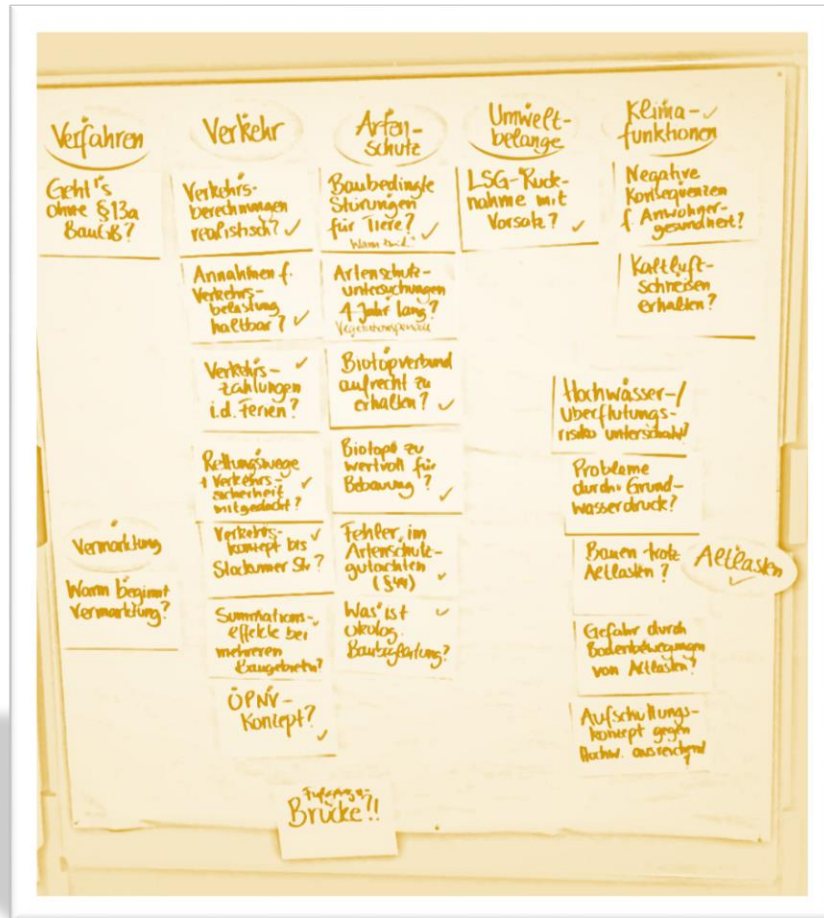 Verfahren
Geht's
ohne §13a
BauGB?
Vermarktung
Wann beginnt
Vermarktung?
Verkehr
Verkehrs-
berechnungen
realistisch?
Annahmen f.
Verkehrs-
belastung
haltbar?
Verkehrs-
zählungen
i.d. Ferien?
Rettungswege
+ Verkehrs-
sicherheit
mitgedacht?
Verkehrs-
konzept bis
Stockumer Str.?
Summations-
effekte bei
mehreren
Baugebieten?
ÖPNV-
Konzept?
Brücke?!
Arten-
schutz
Baubedingte
Störungen
für Tiere?
Artenschutz-
untersuchungen
1 Jahr lang?
Vegetationsperiode
Biotopverbund
aufrecht zu
erhalten?
Biotope zu
wertvoll für
Bebauung?
Fehler im
Artenschutz-
gutachten
(§44)
Was ist
ökolog.
Baubegleitung?
Umwelt-
belange
LSG-Rück-
nahme mit
Vorsatz?
Klima-
funktionen
Negative
Konsequenzen
f. Anwohner-
gesundheit?
Kaltluft-
schneisen
erhalten?
Hochwasser-/
Überflutungs-
risiko unterschätzt?
Probleme
durch Grund-
wasserdruck?
Altlasten
Bauen trotz
Altlasten?
Gefahr durch
Bodenbewegungen
von Altlasten?
Aufschüttungs-
konzept gegen
Hochw. ausreichend?